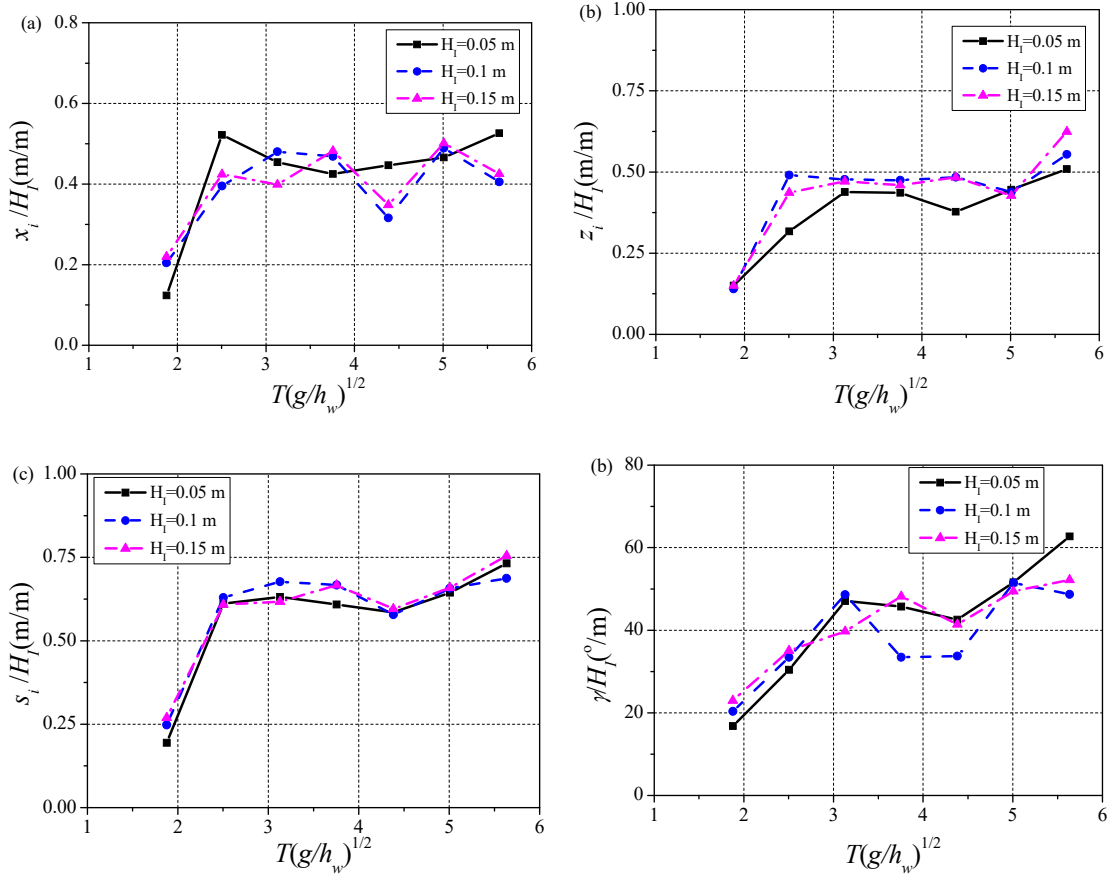 (a)
0.8
0.6
0.4
0.2
0.0
x_i/H_I(m/m)
H_I=0.05 m
H_I=0.1 m
H_I=0.15 m
1 2 3 4 5 6
T(g/h_w)^1/2
(b)
1.00
0.75
0.50
0.25
0.00
z_i/H_I(m/m)
H_I=0.05 m
H_I=0.1 m
H_I=0.15 m
1 2 3 4 5 6
T(g/h_w)^1/2
(c)
1.00
0.75
0.50
0.25
0.00
s_i/H_I(m/m)
H_I=0.05 m
H_I=0.1 m
H_I=0.15 m
1 2 3 4 5 6
T(g/h_w)^1/2
(b)
80
60
40
20
0
γ/H_I(°/m)
H_I=0.05 m
H_I=0.1 m
H_I=0.15 m
1 2 3 4 5 6
T(g/h_w)^1/2